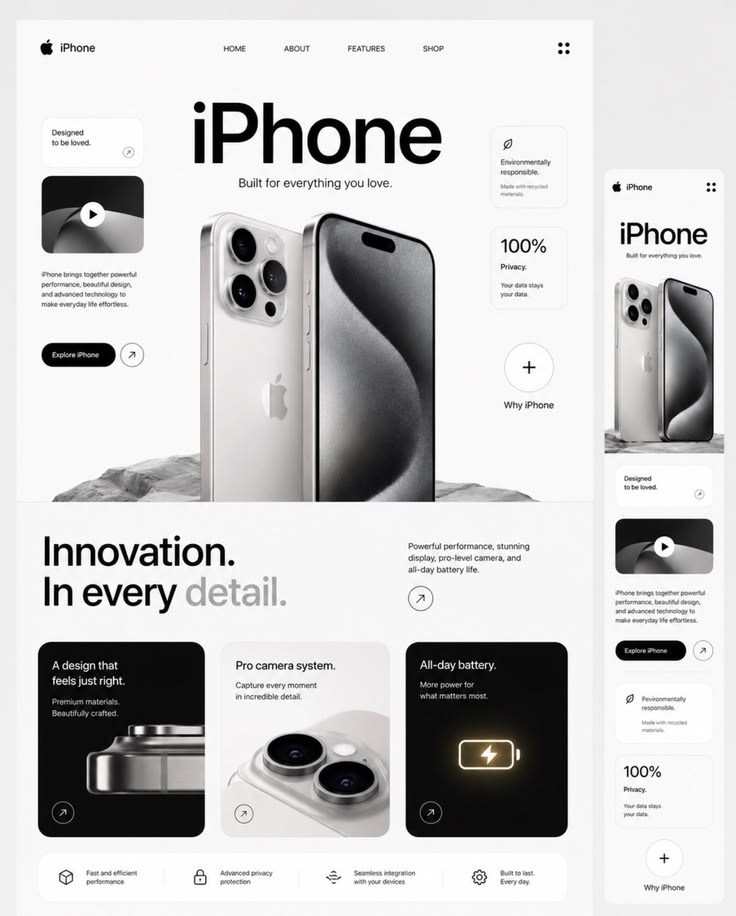 iPhone
HOME
ABOUT
FEATURES
SHOP
Designed
to be loved.
iPhone
Built for everything you love.
Environmentally
responsible.
Made with recycled
materials.
100%
Privacy.
Your data stays
your data.
iPhone brings together powerful
performance, beautiful design,
and advanced technology to
make everyday life effortless.
Explore iPhone
Why iPhone
Innovation.
In every detail.
Powerful performance, stunning
display, pro-level camera, and
all-day battery life.
A design that
feels just right.
Premium materials.
Beautifully crafted.
Pro camera system.
Capture every moment
in incredible detail.
All-day battery.
More power for
what matters most.
Fast and efficient
performance
Advanced privacy
protection
Seamless integration
with your devices
Built to last.
Every day.
iPhone
iPhone
Built for everything you love.
Designed
to be loved.
iPhone brings together powerful
performance, beautiful design,
and advanced technology to
make everyday life effortless.
Explore iPhone
Pevironmentally
responsible.
Made with recycled
materials.
100%
Privacy.
Your data stays
your data.
Why iPhone